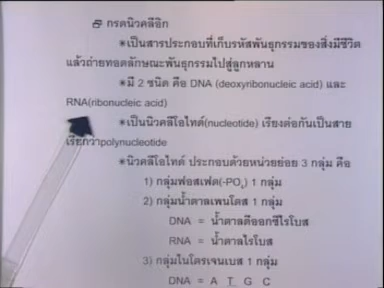 กรดนิวคลีอิก
*เป็นสารประกอบที่เก็บรหัสพันธุกรรมของสิ่งมีชีวิต
แล้วถ่ายทอดลักษณะพันธุกรรมไปสู่ลูกหลาน
*มี 2 ชนิด คือ DNA (deoxyribonucleic acid) และ
RNA(ribonucleic acid)
*เป็นนิวคลีโอไทด์(nucleotide) เรียงต่อกันเป็นสาย
เรียกว่าpolynucleotide
*นิวคลีโอไทด์ ประกอบด้วยหน่วยย่อย 3 กลุ่ม คือ
1) กลุ่มฟอสเฟต(-PO₄) 1 กลุ่ม
2) กลุ่มน้ำตาลเพนโตส 1 กลุ่ม
DNA = น้ำตาลดีออกซีไรโบส
RNA = น้ำตาลไรโบส
3) กลุ่มไนโตรเจนเบส 1 กลุ่ม
DNA = A T G C